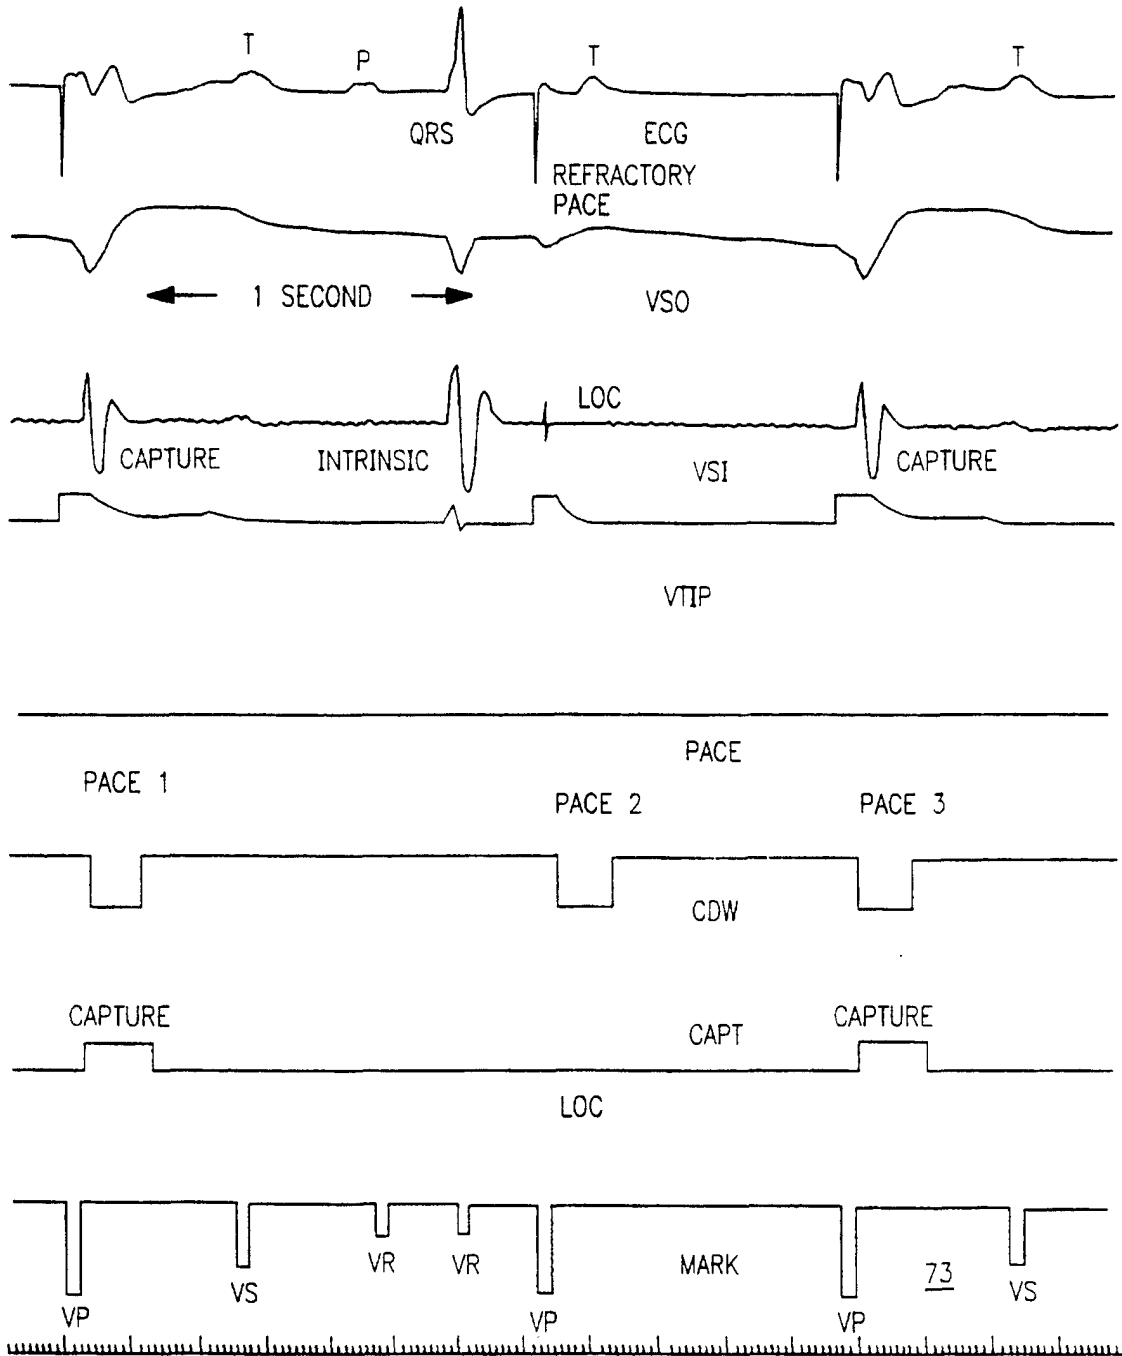 T
P
T
T
QRS
ECG
REFRACTORY
PACE
1 SECOND
VSO
LOC
CAPTURE
INTRINSIC
VSI
CAPTURE
VTIP
PACE
PACE 1
PACE 2
PACE 3
CDW
CAPTURE
CAPT
CAPTURE
LOC
VP
VS
VR
VR
VP
MARK
VP
73
VS